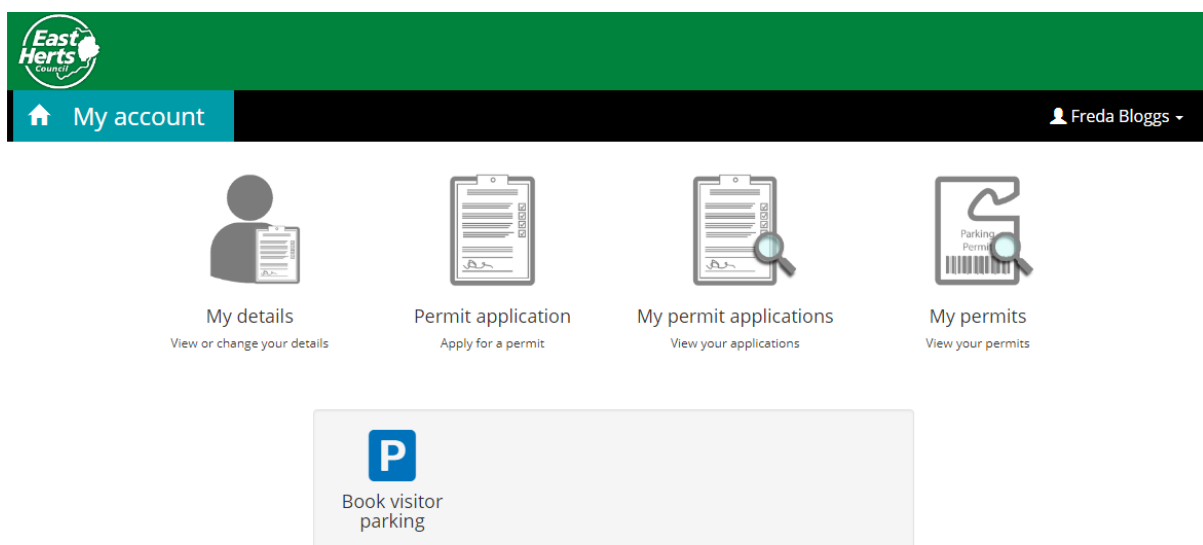 East
Herts
Council
My account
Freda Bloggs
Parking
Permit
My details
View or change your details
Permit application
Apply for a permit
My permit applications
View your applications
My permits
View your permits
P
Book visitor
parking